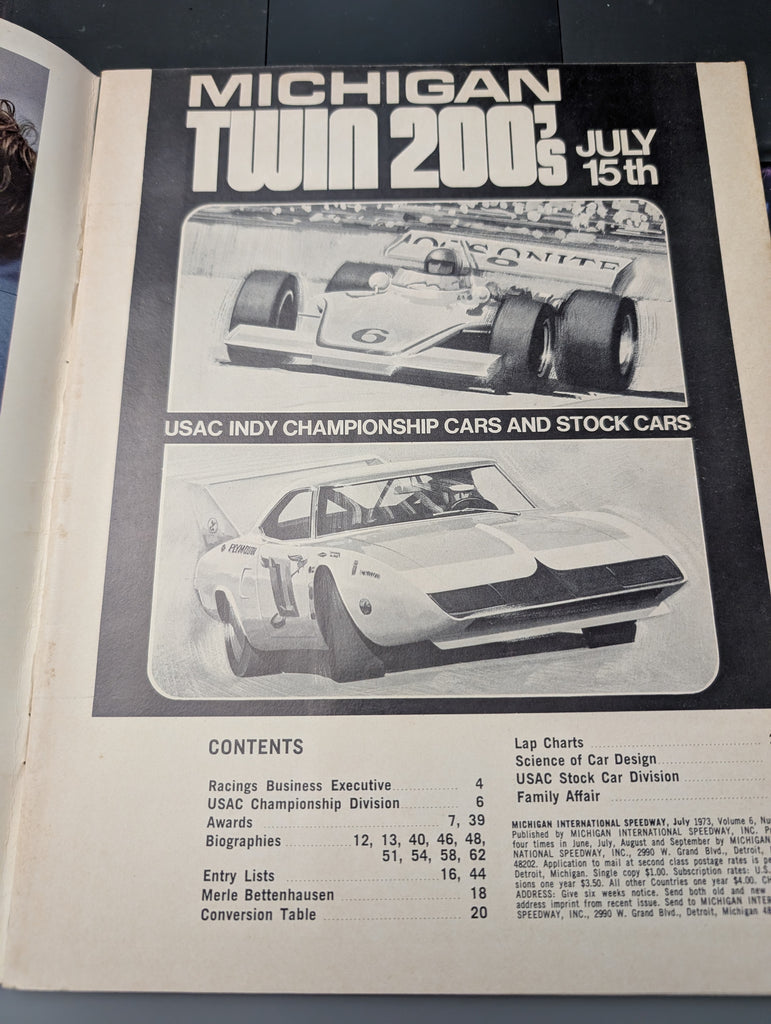 MICHIGAN
TWIN 200's
JULY
15th
6
USAC INDY CHAMPIONSHIP CARS AND STOCK CARS
PLYMOUTH
CONTENTS
Racings Business Executive 4
USAC Championship Division 6
Awards 7, 39
Biographies 12, 13, 40, 46, 48,
51, 54, 58, 62
Entry Lists 16, 44
Merle Bettenhausen 18
Conversion Table 20
Lap Charts
Science of Car Design
USAC Stock Car Division
Family Affair
MICHIGAN INTERNATIONAL SPEEDWAY, July 1973, Volume 6,
Published by MICHIGAN INTERNATIONAL SPEEDWAY, INC.
four times in June, July, August and September by MICHIGAN
NATIONAL SPEEDWAY, INC., 2990 W. Grand Blvd., Detroit,
48202. Application to mail at second class postage rates is
Detroit, Michigan. Single copy $1.00. Subscription rates: U.S.
sions one year $3.50. All other Countries one year $4.00.
ADDRESS: Give six weeks notice. Send both old and new
address imprint from recent issue. Send to MICHIGAN
SPEEDWAY, INC., 2990 W. Grand Blvd., Detroit, Michigan